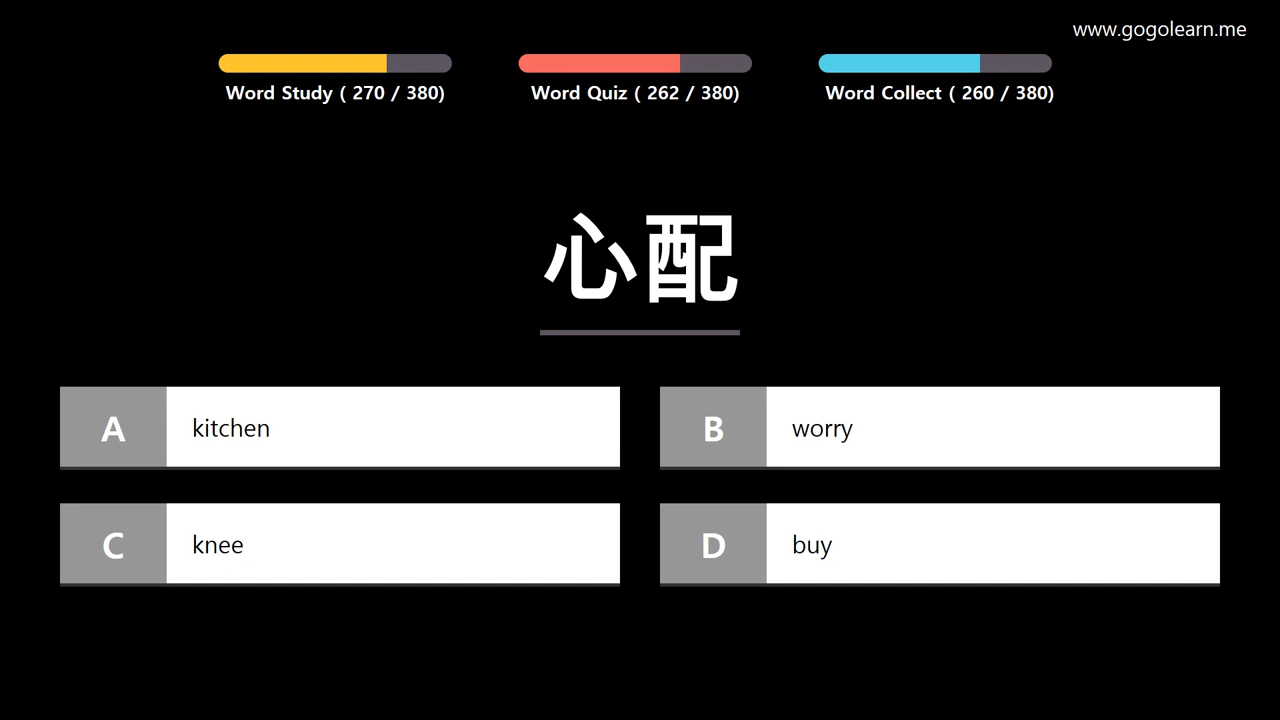 www.gogolearn.me
Word Study ( 270 / 380)
Word Quiz ( 262 / 380)
Word Collect ( 260 / 380)
心配
A kitchen
B worry
C knee
D buy